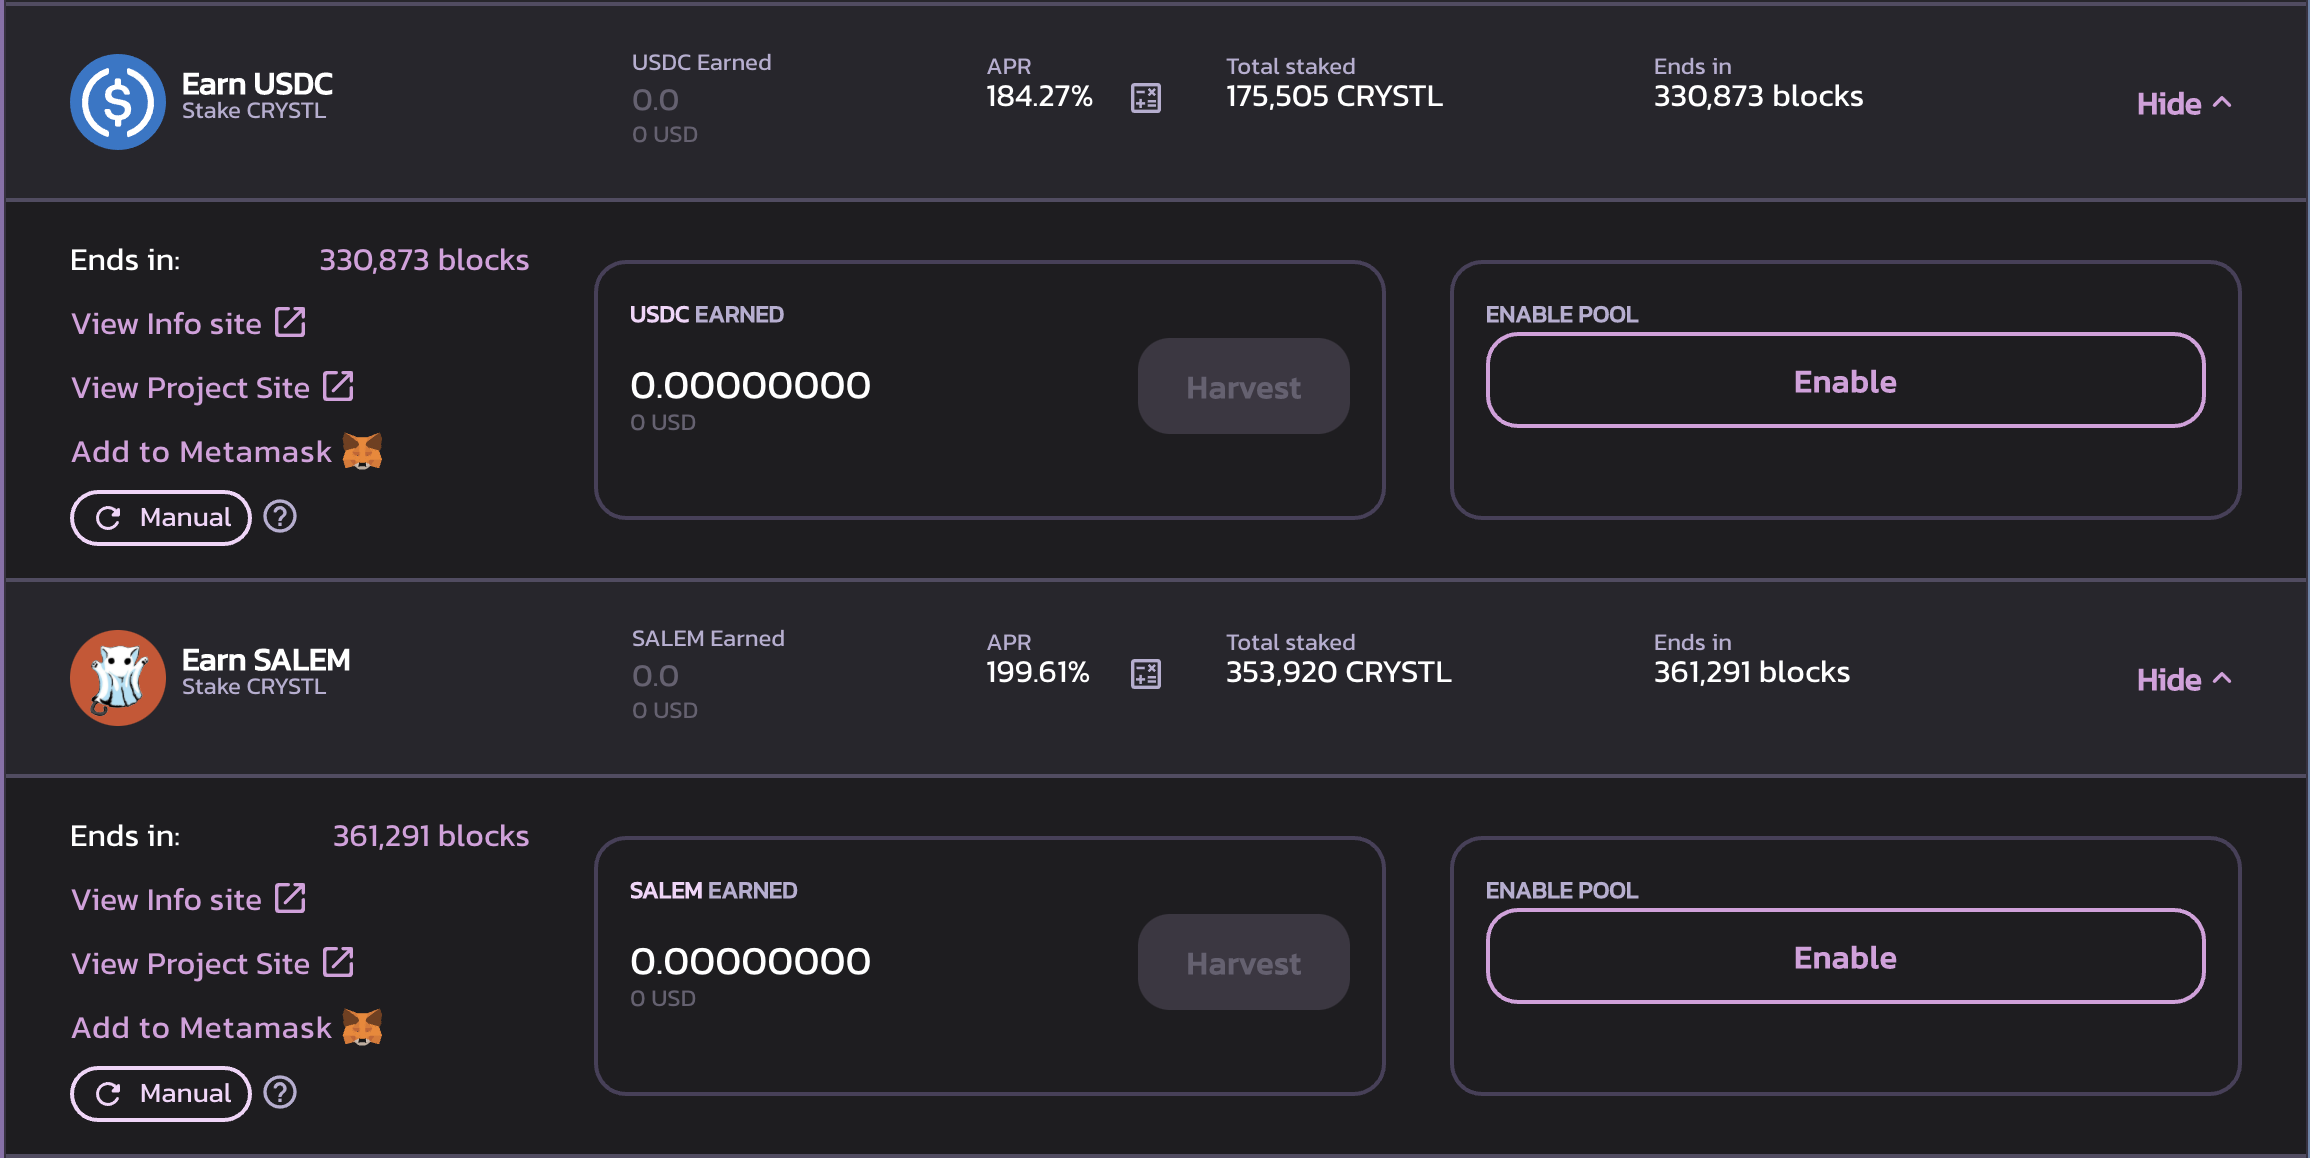 Earn USDC
Stake CRYSTL
USDC Earned
0.0
0 USD
APR
184.27%
Total staked
175,505 CRYSTL
Ends in
330,873 blocks
Hide
Ends in: 330,873 blocks
View Info site
View Project Site
Add to Metamask
Manual
USDC EARNED
0.00000000
0 USD
Harvest
ENABLE POOL
Enable
Earn SALEM
Stake CRYSTL
SALEM Earned
0.0
0 USD
APR
199.61%
Total staked
353,920 CRYSTL
Ends in
361,291 blocks
Hide
Ends in: 361,291 blocks
View Info site
View Project Site
Add to Metamask
Manual
SALEM EARNED
0.00000000
0 USD
Harvest
ENABLE POOL
Enable